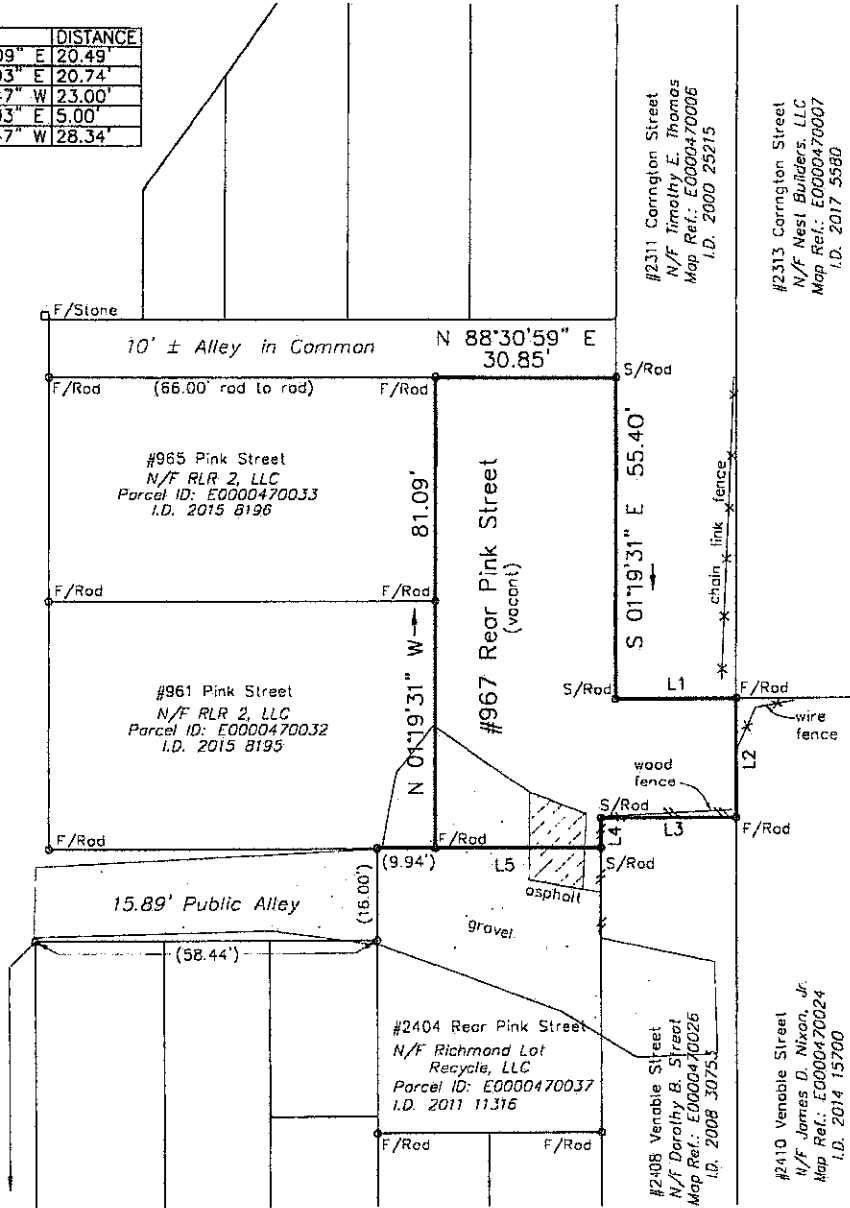 DISTANCE
09" E 20.49'
03" E 20.74'
7" W 23.00'
03" E 5.00'
7" W 28.34'
#2311 Carrington Street
N/F Timothy E. Thomas
Map Ref.: E0000470006
I.D. 2000 25215
#2313 Carrington Street
N/F Nest Builders, LLC
Map Ref.: E0000470007
I.D. 2017 5580
F/Stone
10' ± Alley in Common
N 88°30'59" E
30.85'
S/Rod
F/Rod
(66.00' rod to rod)
F/Rod
#965 Pink Street
N/F RLR 2, LLC
Parcel ID: E0000470033
I.D. 2015 8196
81.09'
N 01°19'31" W
#967 Rear Pink Street
(vacant)
S 01°19'31" E 55.40'
chain link fence
F/Rod
F/Rod
S/Rod
L1
F/Rod
#961 Pink Street
N/F RLR 2, LLC
Parcel ID: E0000470032
I.D. 2015 8195
wire
fence
L2
wood
fence
S/Rod
L4
L3
F/Rod
F/Rod
F/Rod
(9.94')
L5
S/Rod
asphalt
15.89' Public Alley
(16.00')
gravel
(58.44')
#2404 Rear Pink Street
N/F Richmond Lot
Recycle, LLC
Parcel ID: E0000470037
I.D. 2011 11316
F/Rod
F/Rod
#2408 Venable Street
N/F Dorothy B. Street
Map Ref.: E0000470026
I.D. 2008 30753
#2410 Venable Street
N/F James D. Nixon, Jr.
Map Ref.: E0000470024
I.D. 2014 15700